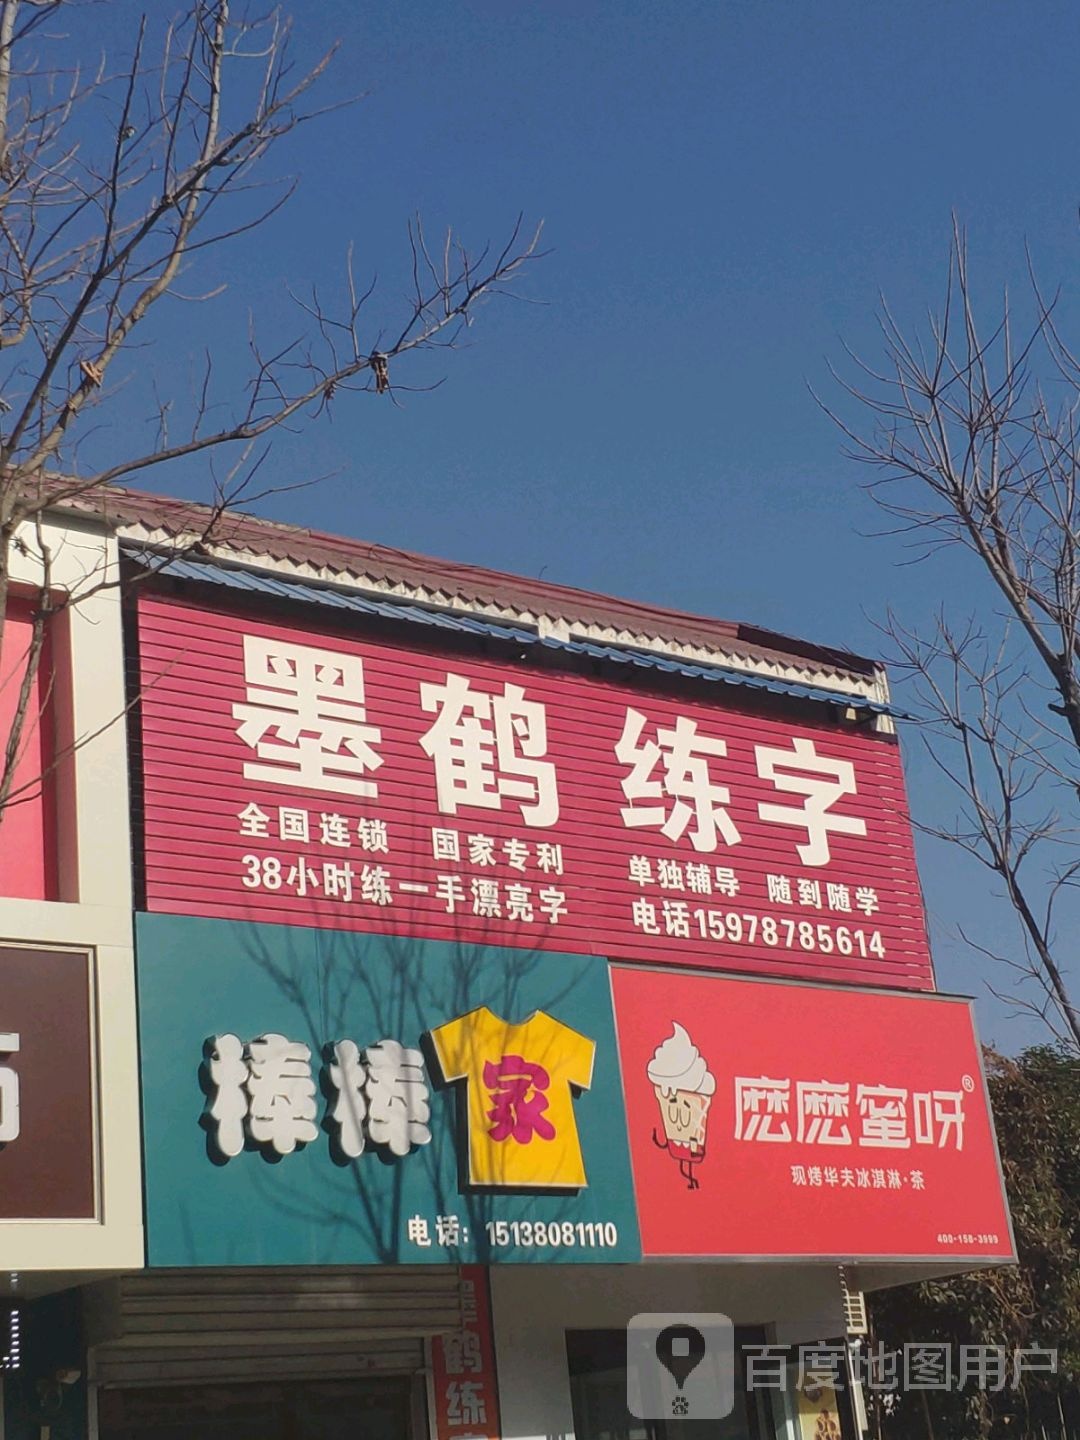 墨鹤 练字
全国连锁 国家专利 单独辅导 随到随学
38小时练一手漂亮字 电话15978785614
棒棒家
电话：15138081110
麽麽蜜呀®
现烤华夫冰淇淋·茶
400-158-3999
鹤练
百度地图用户